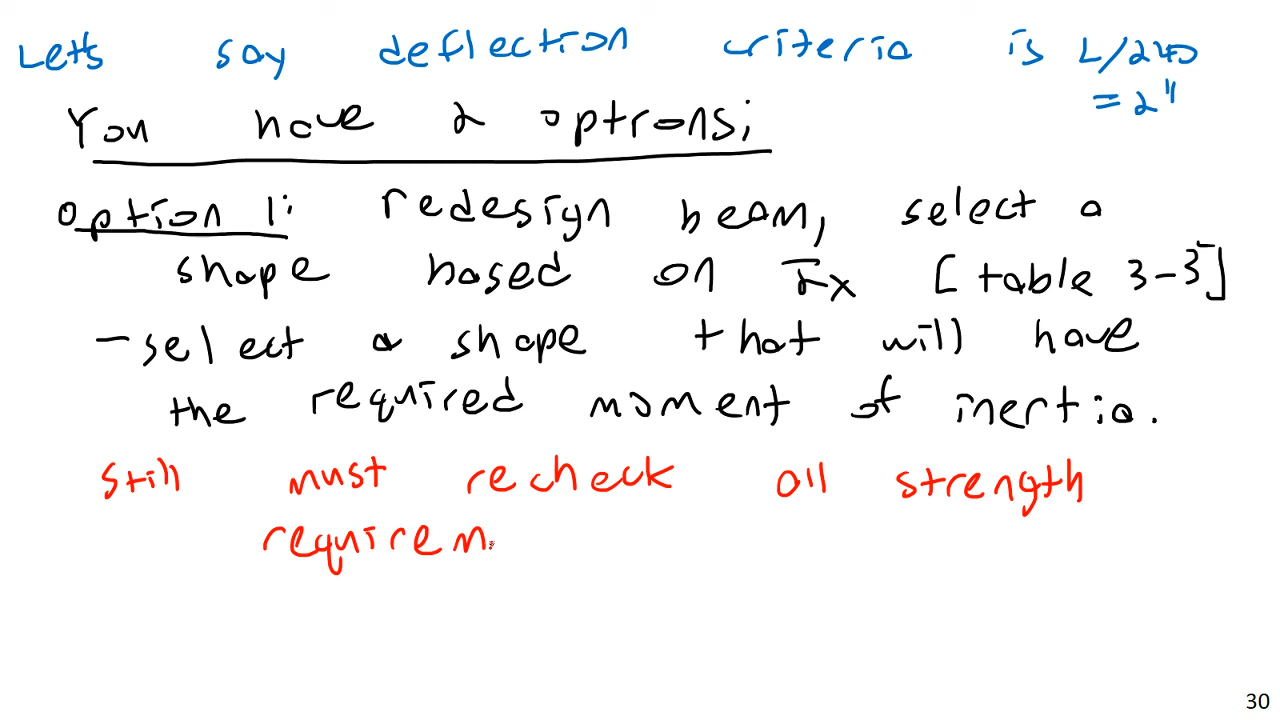 Let's say deflection criteria is L/240
= 2"
You have 2 options:
option 1: redesign beam, select a
shape based on Ix [table 3-3]
- select a shape that will have
the required moment of inertia.
still must recheck all strength
requirem
30